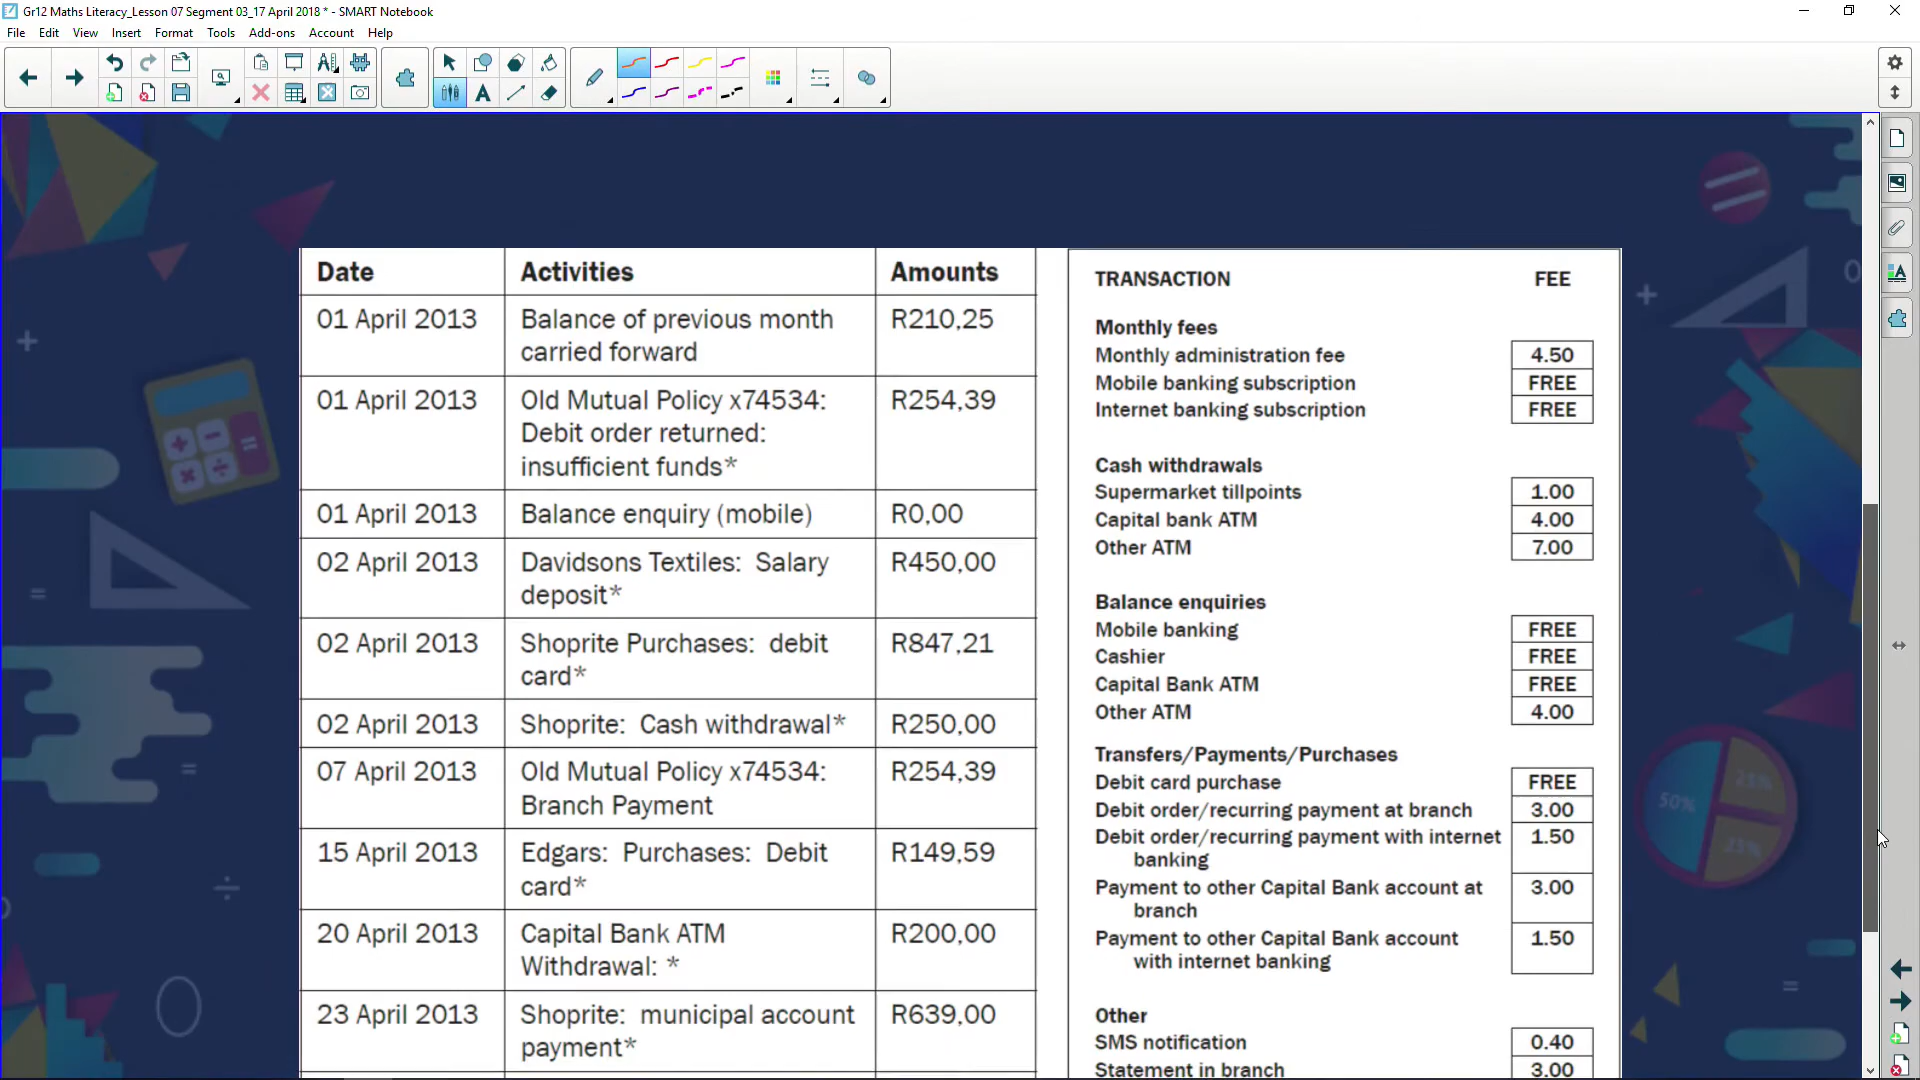 Gr12 Maths Literacy_Lesson 07 Segment 03_17 April 2018 * - SMART Notebook
File Edit View Insert Format Tools Add-ons Account Help
Date Activities Amounts
01 April 2013 Balance of previous month carried forward R210,25
01 April 2013 Old Mutual Policy x74534: Debit order returned: insufficient funds* R254,39
01 April 2013 Balance enquiry (mobile) R0,00
02 April 2013 Davidsons Textiles: Salary deposit* R450,00
02 April 2013 Shoprite Purchases: debit card* R847,21
02 April 2013 Shoprite: Cash withdrawal* R250,00
07 April 2013 Old Mutual Policy x74534: Branch Payment R254,39
15 April 2013 Edgars: Purchases: Debit card* R149,59
20 April 2013 Capital Bank ATM Withdrawal: * R200,00
23 April 2013 Shoprite: municipal account payment* R639,00
TRANSACTION FEE
Monthly fees
Monthly administration fee 4.50
Mobile banking subscription FREE
Internet banking subscription FREE
Cash withdrawals
Supermarket tillpoints 1.00
Capital bank ATM 4.00
Other ATM 7.00
Balance enquiries
Mobile banking FREE
Cashier FREE
Capital Bank ATM FREE
Other ATM 4.00
Transfers/Payments/Purchases
Debit card purchase FREE
Debit order/recurring payment at branch 3.00
Debit order/recurring payment with internet 1.50
banking
Payment to other Capital Bank account at 3.00
branch
Payment to other Capital Bank account 1.50
with internet banking
Other
SMS notification 0.40
Statement in branch 3.00
50%
25%
25%